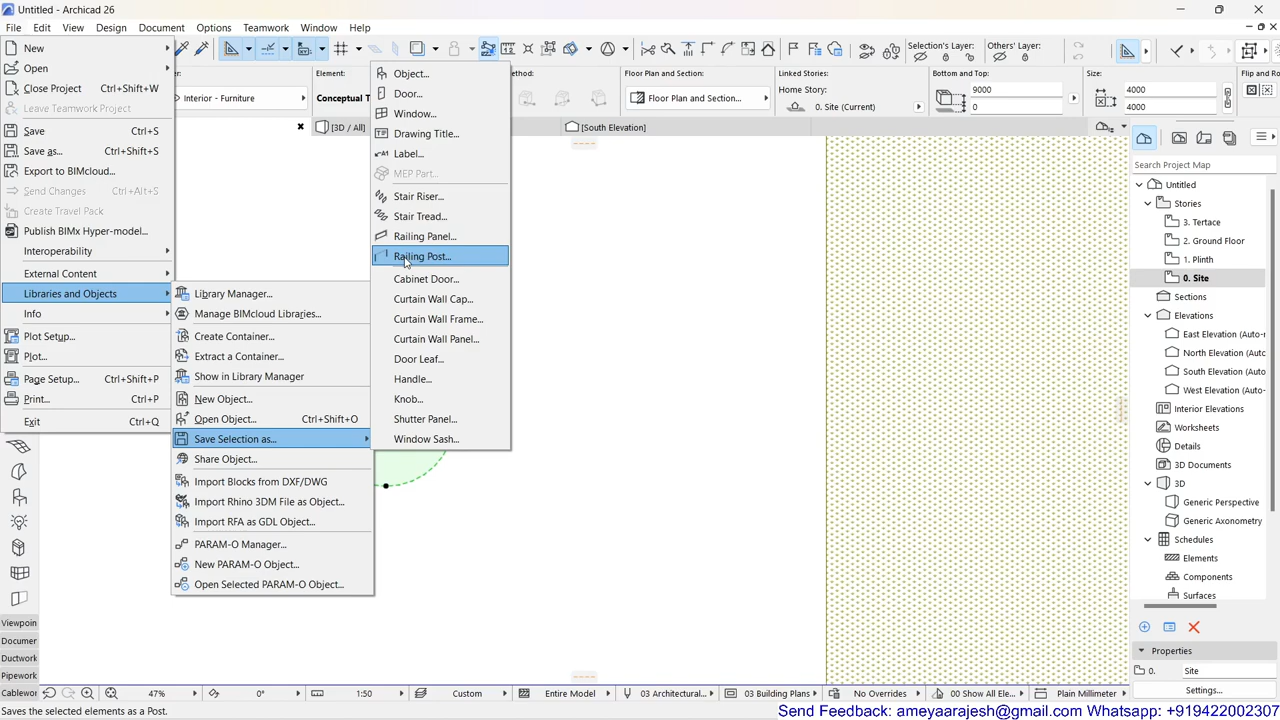 Untitled - Archicad 26
File Edit View Design Document Options Teamwork Window Help
Selection's Layer: Others' Layer:
New
Open
Close Project Ctrl+Shift+W
Leave Teamwork Project
Save Ctrl+S
Save as... Ctrl+Shift+S
Export to BIMcloud...
Send Changes Ctrl+Alt+S
Create Travel Pack
Publish BIMx Hyper-model...
Interoperability
External Content
Libraries and Objects
Info
Plot Setup...
Plot...
Page Setup... Ctrl+Shift+P
Print... Ctrl+P
Exit Ctrl+Q
Library Manager...
Manage BIMcloud Libraries...
Create Container...
Extract a Container...
Show in Library Manager
New Object...
Open Object... Ctrl+Shift+O
Save Selection as...
Share Object...
Import Blocks from DXF/DWG
Import Rhino 3DM File as Object...
Import RFA as GDL Object...
PARAM-O Manager...
New PARAM-O Object...
Open Selected PARAM-O Object...
Object...
Door...
Window...
Drawing Title...
Label...
MEP Part...
Stair Riser...
Stair Tread...
Railing Panel...
Railing Post...
Cabinet Door...
Curtain Wall Cap...
Curtain Wall Frame...
Curtain Wall Panel...
Door Leaf...
Handle...
Knob...
Shutter Panel...
Window Sash...
Interior - Furniture
Element:
Conceptual T
Floor Plan and Section:
Floor Plan and Section...
Linked Stories:
Home Story:
0. Site (Current)
Bottom and Top:
9000
0
Size:
4000
4000
Flip and Ro
[3D / All]
[South Elevation]
Search Project Map
Untitled
Stories
3. Tertace
2. Ground Floor
1. Plinth
0. Site
Sections
Elevations
East Elevation (Auto-
North Elevation (Auto-
South Elevation (Auto-
West Elevation (Auto-
Interior Elevations
Worksheets
Details
3D Documents
3D
Generic Perspective
Generic Axonometry
Schedules
Elements
Components
Surfaces
Properties
0. Site
Settings...
Viewpoin
Documer
Ductwork
Pipework
Cablewor
47% 0° 1:50 Custom Entire Model 03 Architectural... 03 Building Plans No Overrides 00 Show All Ele... Plain Millimeter
Saves the selected elements as a Post.
Send Feedback: ameyaarajesh@gmail.com Whatsapp: +919422002307